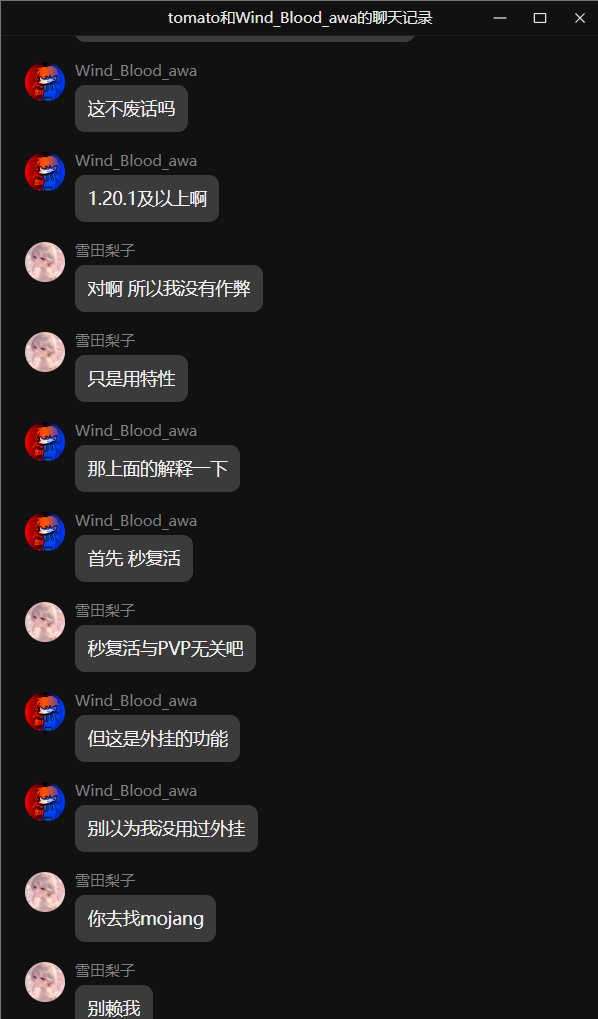 tomato和Wind_Blood_awa的聊天记录
Wind_Blood_awa
这不废话吗
Wind_Blood_awa
1.20.1及以上啊
雪田梨子
对啊 所以我没有作弊
雪田梨子
只是用特性
Wind_Blood_awa
那上面的解释一下
Wind_Blood_awa
首先 秒复活
雪田梨子
秒复活与PVP无关吧
Wind_Blood_awa
但这是外挂的功能
Wind_Blood_awa
别以为我没用过外挂
雪田梨子
你去找mojang
雪田梨子
别赖我